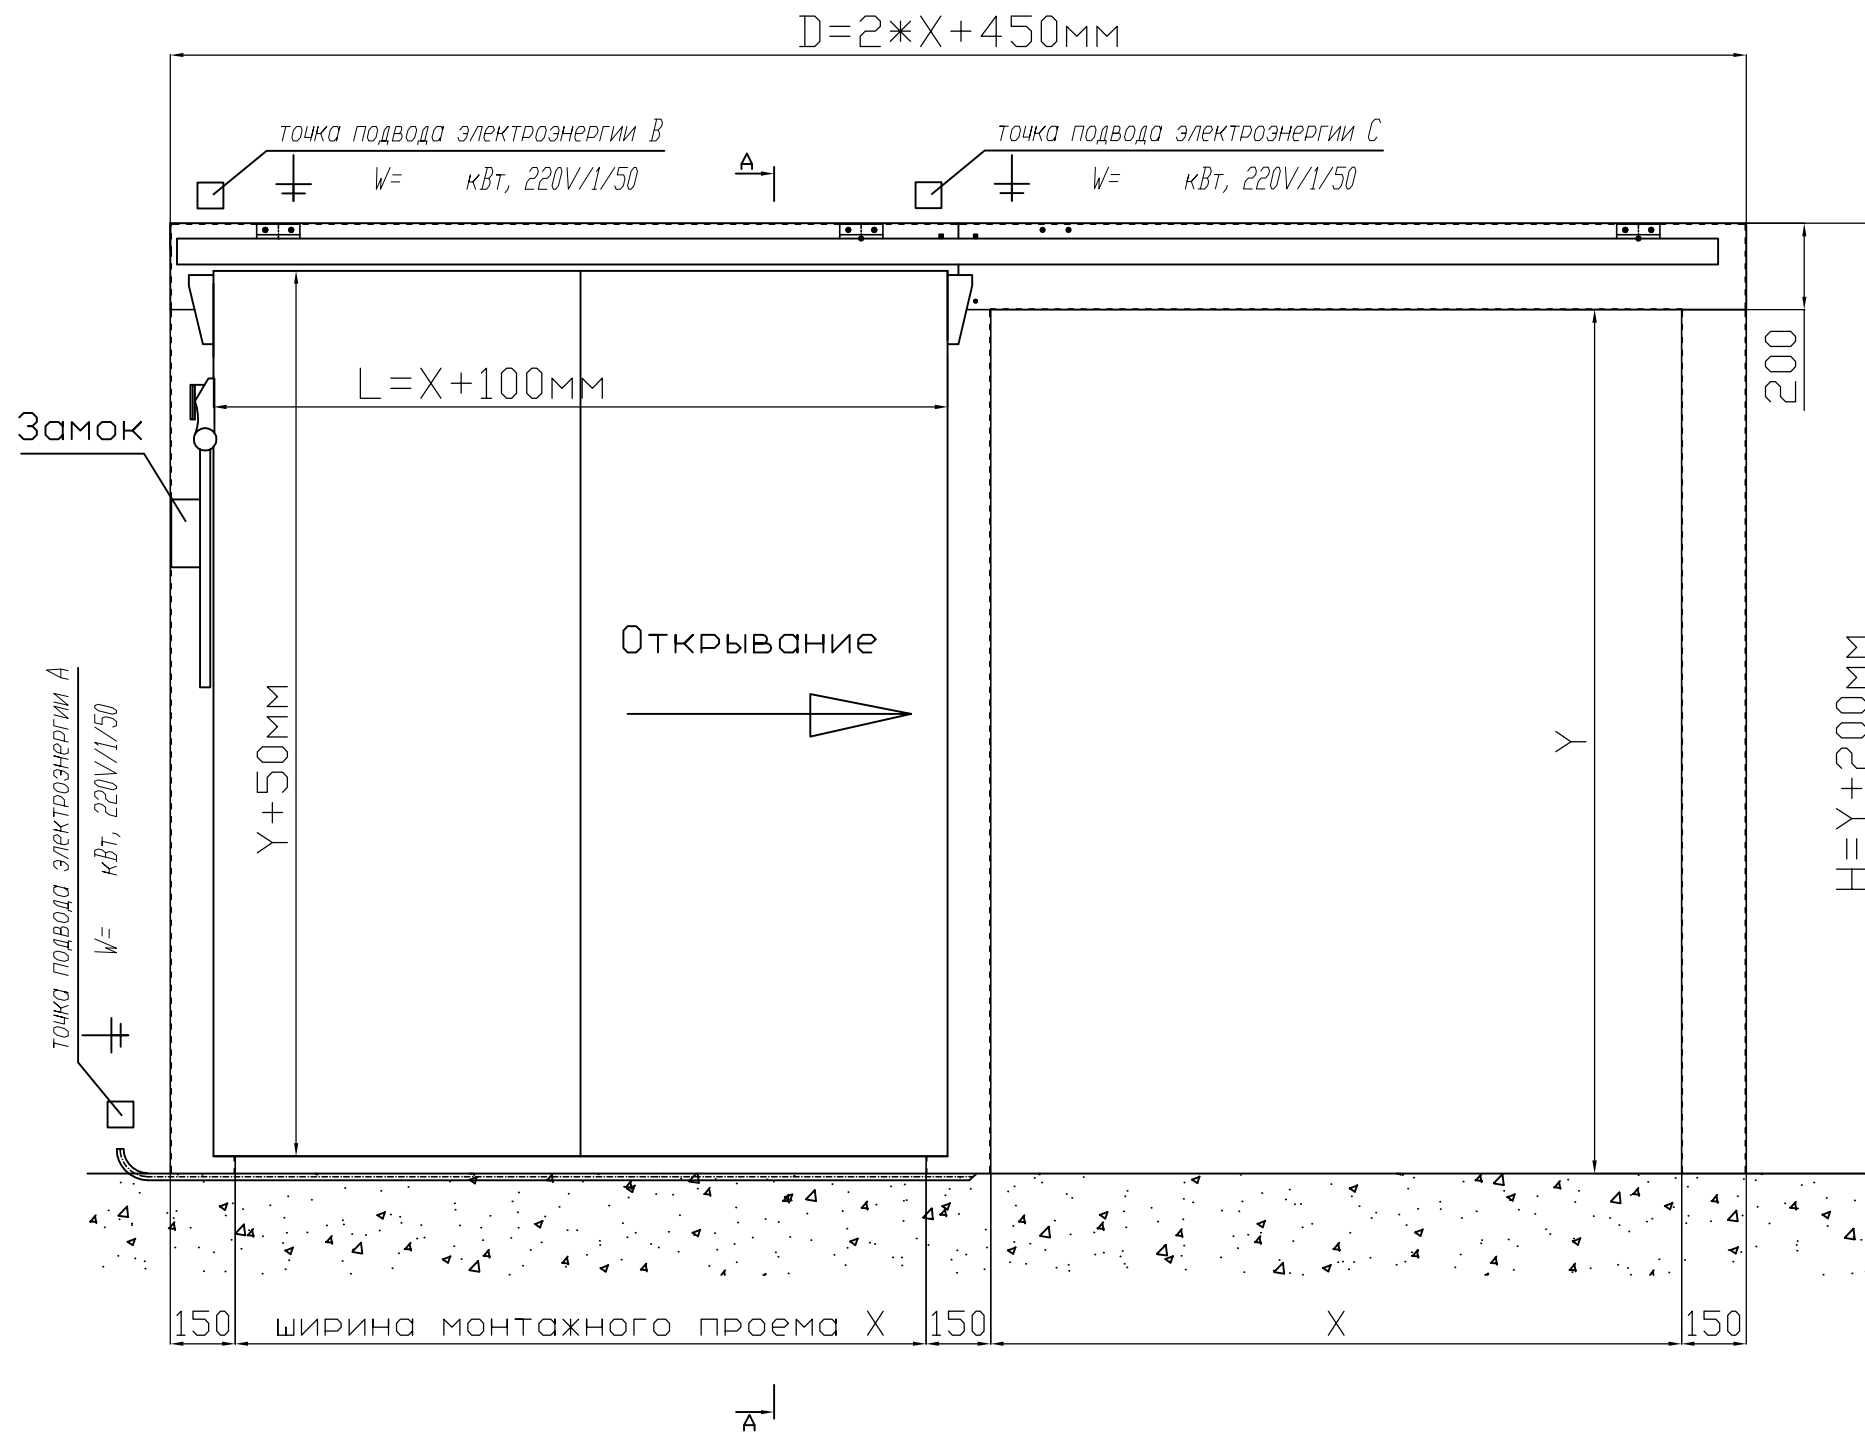 D=2*X+450мм
точка подвода электроэнергии B
W= кВт, 220V/1/50
A
точка подвода электроэнергии C
W= кВт, 220V/1/50
200
L=X+100мм
Замок
Открывание
Y+50мм
Y
H=Y+200мм
точка подвода электроэнергии A
W= кВт, 220V/1/50
150
ширина монтажного проема X
150
X
150
A